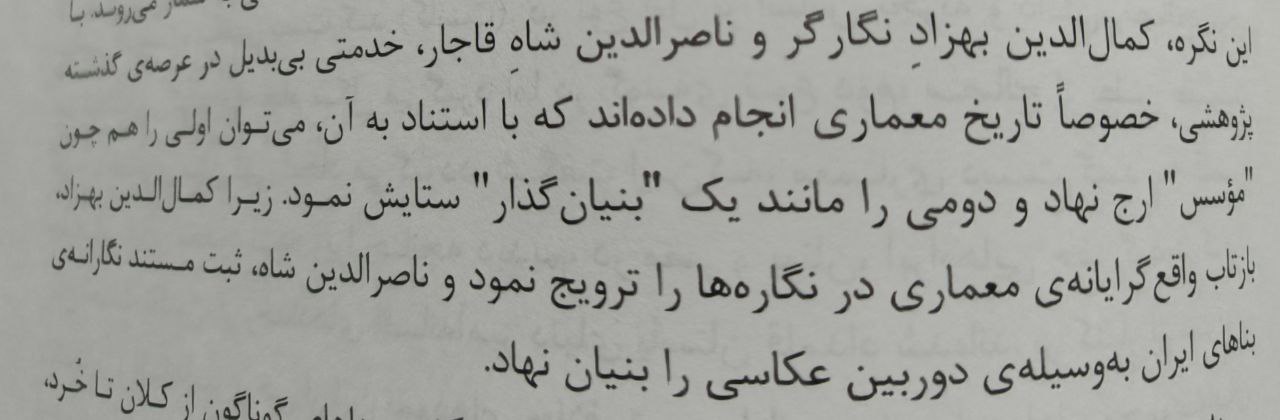 می‌روند. با
این نگره، کمال‌الدین بهزادِ نگارگر و ناصرالدین شاهِ قاجار، خدمتی بی‌بدیل در عرصه‌ی گذشته
پژوهشی، خصوصاً تاریخ معماری انجام داده‌اند که با استناد به آن، می‌توان اولی را هم چون
"مؤسس" ارج نهاد و دومی را مانند یک "بنیان‌گذار" ستایش نمود. زیرا کمال‌الدین بهزاد،
بازتاب واقع‌گرایانه‌ی معماری در نگاره‌ها را ترویج نمود و ناصرالدین شاه، ثبت مستند نگارانه‌ی
بناهای ایران به‌وسیله‌ی دوربین عکاسی را بنیان نهاد.
گوناگون از کلان تا خُرد،